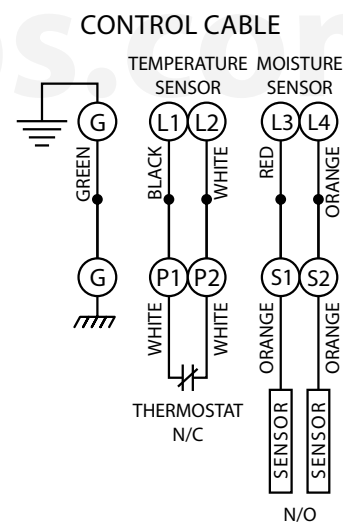 CONTROL CABLE
TEMPERATURE SENSOR
MOISTURE SENSOR
G L1 L2 L3 L4
GREEN
BLACK
WHITE
RED
ORANGE
G P1 P2 S1 S2
WHITE
WHITE
ORANGE
ORANGE
THERMOSTAT
N/C
SENSOR
SENSOR
N/O